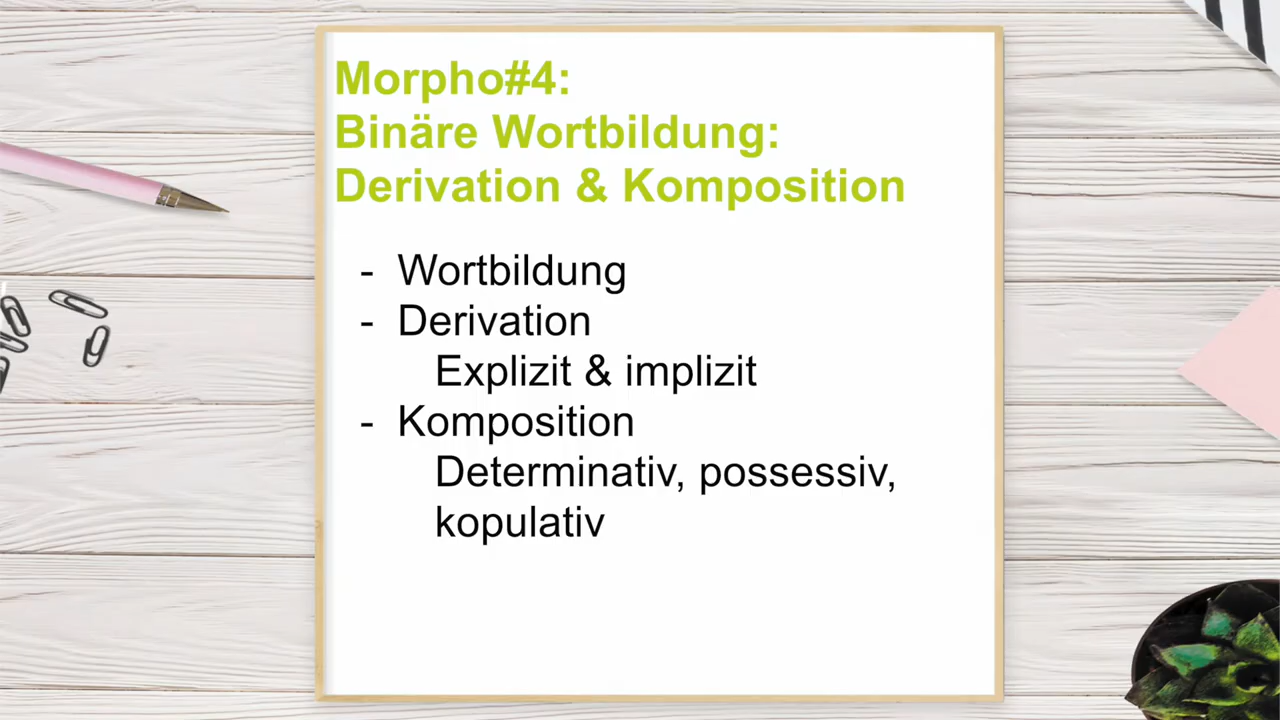 Morpho#4:
Binäre Wortbildung:
Derivation & Komposition
- Wortbildung
- Derivation
Explizit & implizit
- Komposition
Determinativ, possessiv,
kopulativ